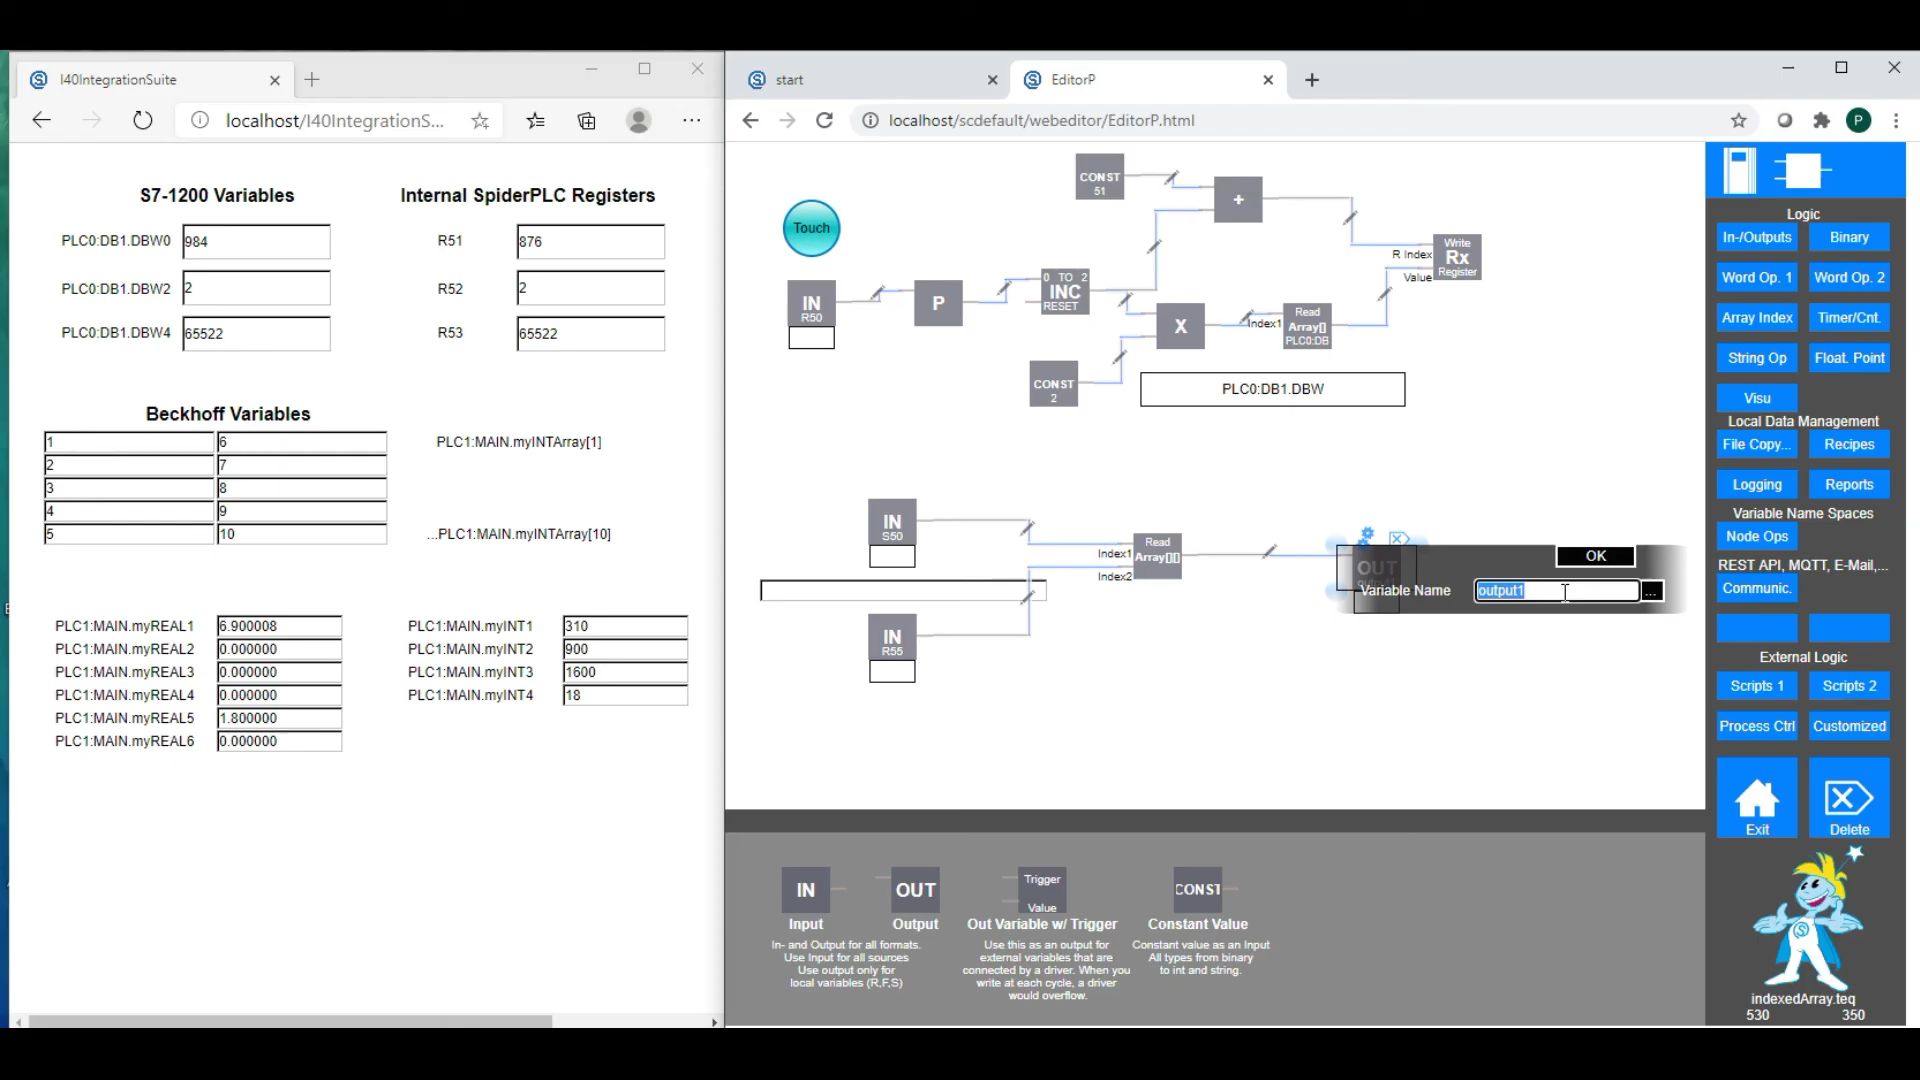 I40IntegrationSuite
localhost/I40IntegrationS...
S7-1200 Variables
Internal SpiderPLC Registers
PLC0:DB1.DBW0 984
R51 876
PLC0:DB1.DBW2 2
R52 2
PLC0:DB1.DBW4 65522
R53 65522
Beckhoff Variables
1 6 PLC1:MAIN.myINTArray[1]
2 7
3 8
4 9
5 10 ...PLC1:MAIN.myINTArray[10]
PLC1:MAIN.myREAL1 6.900008
PLC1:MAIN.myREAL2 0.000000
PLC1:MAIN.myREAL3 0.000000
PLC1:MAIN.myREAL4 0.000000
PLC1:MAIN.myREAL5 1.800000
PLC1:MAIN.myREAL6 0.000000
PLC1:MAIN.myINT1 310
PLC1:MAIN.myINT2 900
PLC1:MAIN.myINT3 1600
PLC1:MAIN.myINT4 18
start
EditorP
localhost/scdefault/webeditor/EditorP.html
P
Touch
CONST
51
+
Write
R Index Rx
Value Register
IN
R50
P
0 TO 2
INC
RESET
X
Read
Index1 Array[]
PLC0:DB
CONST
2
PLC0:DB1.DBW
IN
S50
Read
Index1 Array[][]
Index2
IN
R55
OUT
output1
OK
Variable Name output1 ...
IN
Input
In- and Output for all formats.
Use Input for all sources
Use output only for
local variables (R,F,S)
OUT
Output
Trigger
Value
Out Variable w/ Trigger
Use this as an output for
external variables that are
connected by a driver. When you
write at each cycle, a driver
would overflow.
CONST
Constant Value
Constant value as an Input
All types from binary
to int and string.
Logic
In-/Outputs Binary
Word Op. 1 Word Op. 2
Array Index Timer/Cnt.
String Op Float. Point
Visu
Local Data Management
File Copy... Recipes
Logging Reports
Variable Name Spaces
Node Ops
REST API, MQTT, E-Mail,...
Communic.
External Logic
Scripts 1 Scripts 2
Process Ctrl Customized
Exit Delete
indexedArray.teq
530 350